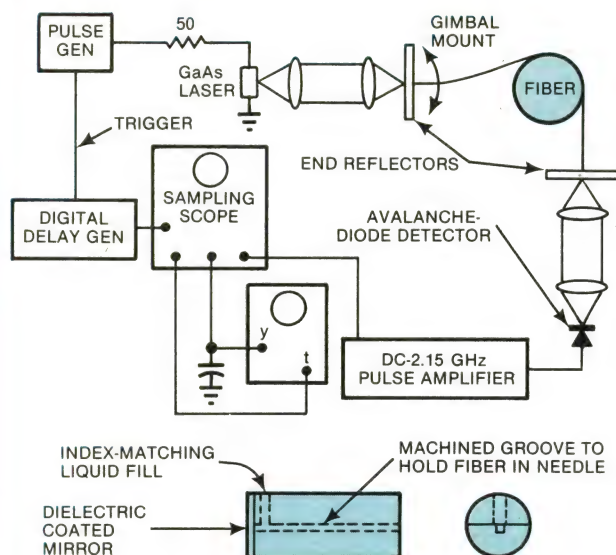 PULSE
GEN
50
GaAs
LASER
GIMBAL
MOUNT
FIBER
TRIGGER
END REFLECTORS
SAMPLING
SCOPE
DIGITAL
DELAY GEN
AVALANCHE-
DIODE DETECTOR
y
t
DC-2.15 GHz
PULSE AMPLIFIER
INDEX-MATCHING
LIQUID FILL
MACHINED GROOVE TO
HOLD FIBER IN NEEDLE
DIELECTRIC
COATED
MIRROR